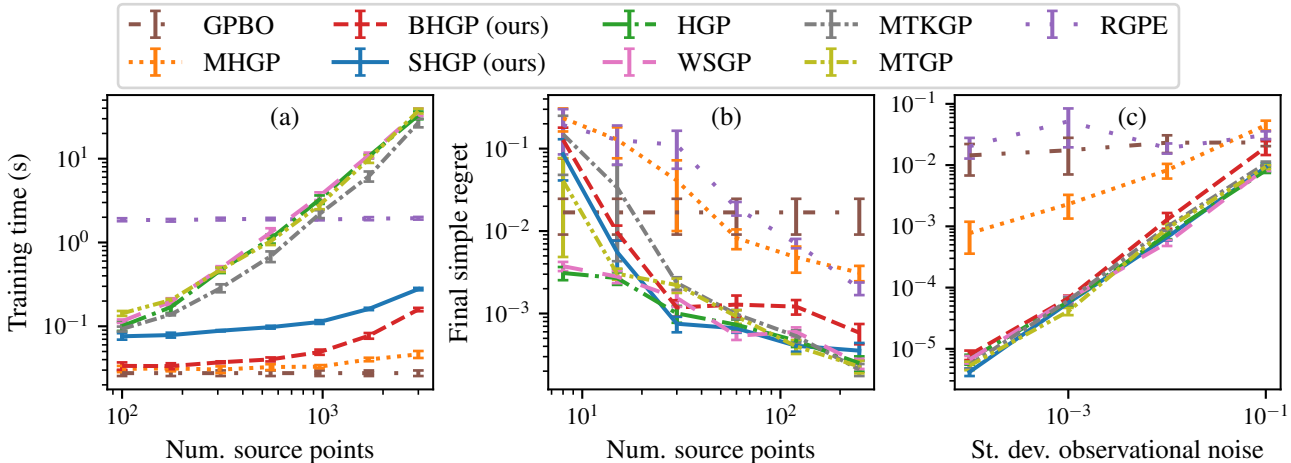 GPBO BHGP (ours) HGP MTKGP RGPE
MHGP SHGP (ours) WSGP MTGP
(a) (b) (c)
Training time (s)
10^1
10^0
10^-1
10^2 10^3
Num. source points
Final simple regret
10^-1
10^-2
10^-3
10^1 10^2
Num. source points
10^-1
10^-2
10^-3
10^-4
10^-5
10^-3 10^-1
St. dev. observational noise